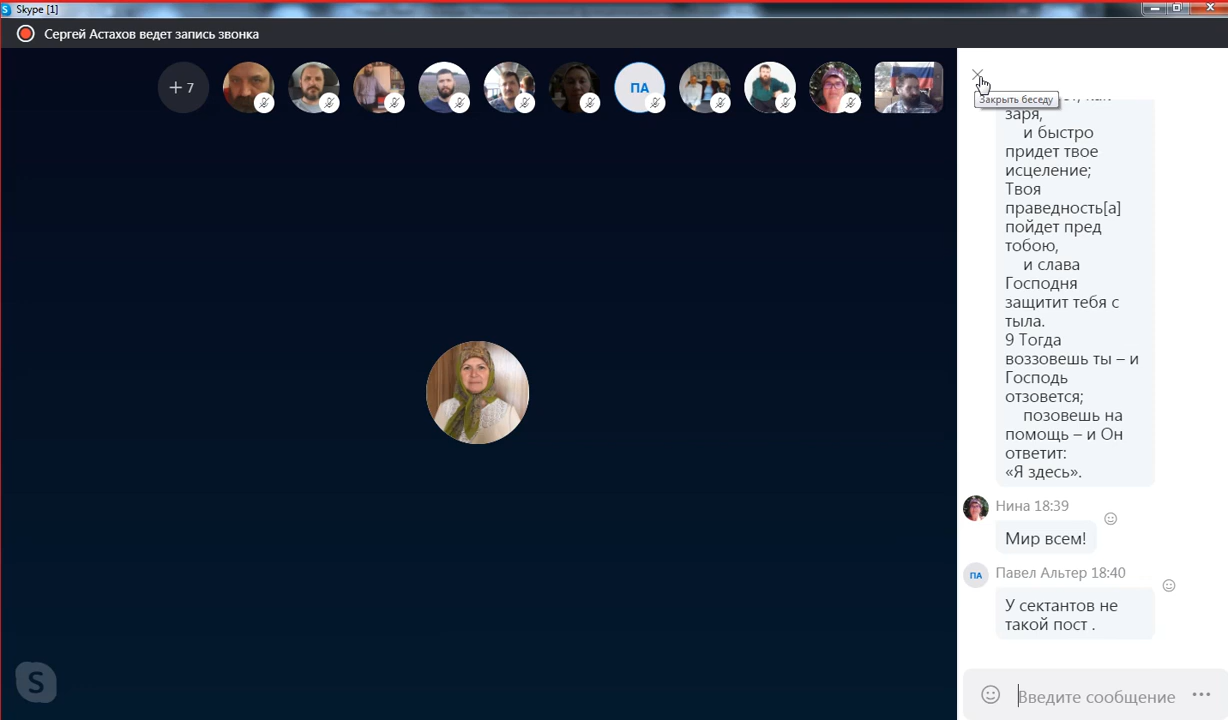 Skype [1]
Сергей Астахов ведет запись звонка
+ 7
ПА
Закрыть беседу
заря,
и быстро
придет твое
исцеление;
Твоя
праведность[a]
пойдет пред
тобою,
и слава
Господня
защитит тебя с
тыла.
9 Тогда
воззовешь ты – и
Господь
отзовется;
позовешь на
помощь – и Он
ответит:
«Я здесь».
Нина 18:39
Мир всем!
ПА
Павел Альтер 18:40
У сектантов не
такой пост .
Введите сообщение